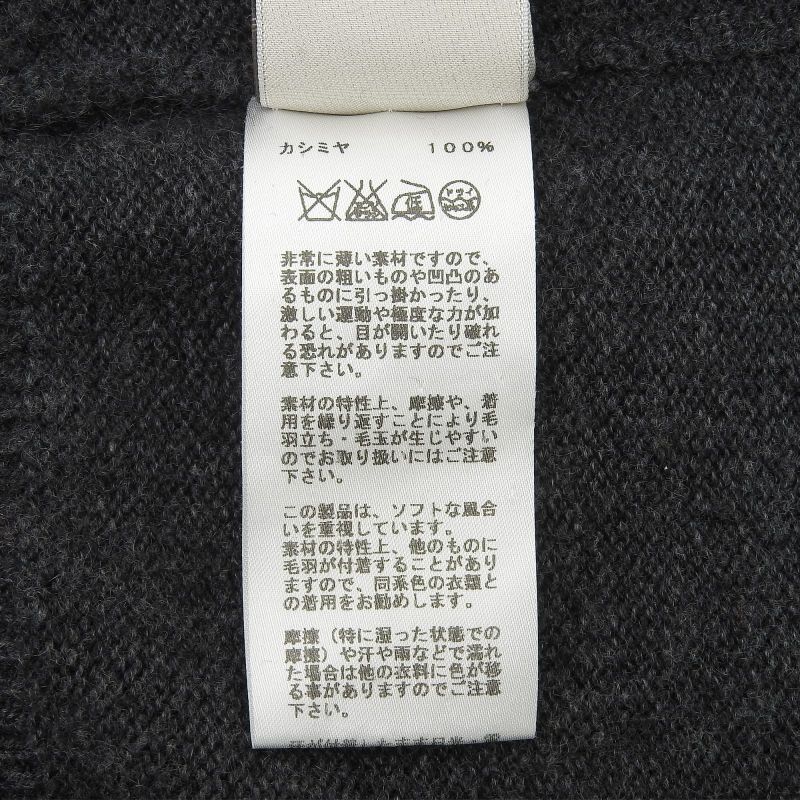 カシミヤ 100%
低 ドライ
非常に薄い素材ですので、
表面の粗いものや凹凸のあ
るものに引っ掛かったり、
激しい運動や極度な力が加
わると、目が開いたり破れ
る恐れがありますのでご注
意下さい。
素材の特性上、摩擦や、着
用を繰り返すことにより毛
羽立ち・毛玉が生じやすい
のでお取り扱いにはご注意
下さい。
この製品は、ソフトな風合
いを重視しています。
素材の特性上、他のものに
毛羽が付着することがあり
ますので、同系色の衣類と
の着用をお勧めします。
摩擦（特に湿った状態での
摩擦）や汗や雨などで濡れ
た場合は他の衣料に色が移
る事がありますのでご注意
下さい。